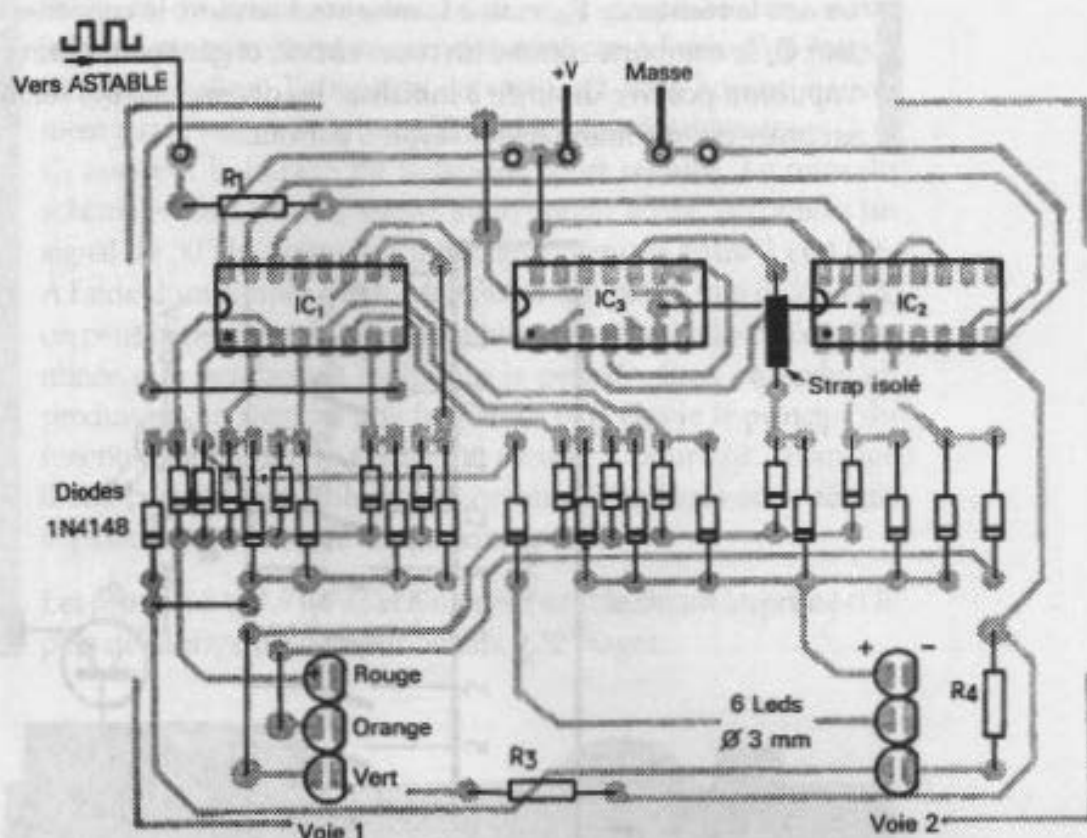 Vers ASTABLE
+V
Masse
R1
IC1
IC3
IC2
Strap isolé
Diodes
1N4148
Rouge
+ -
Orange
6 Leds
Ø 3 mm
R4
Vert
R3
Voie 1
Voie 2